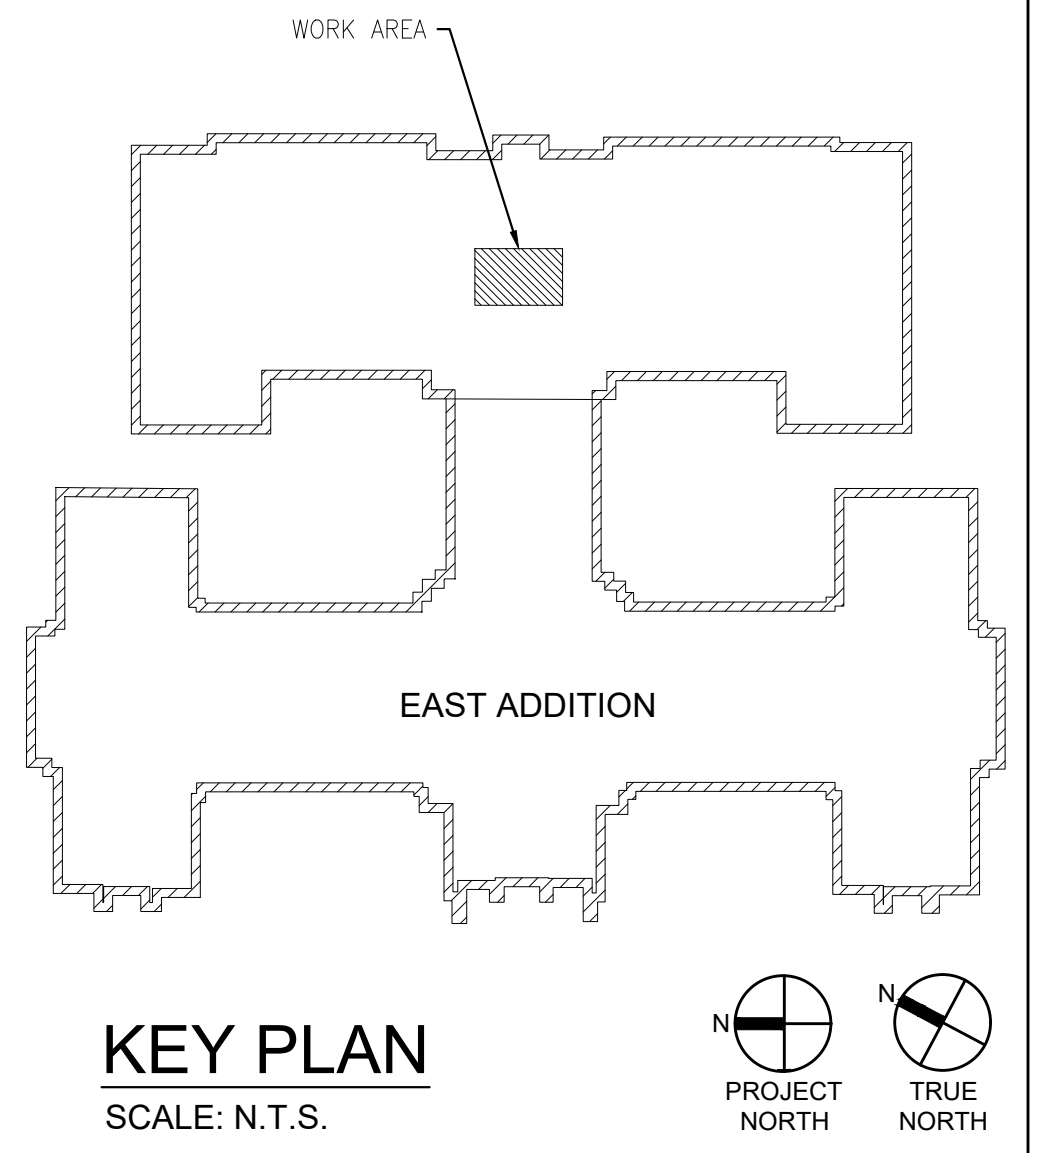 WORK AREA
EAST ADDITION
KEY PLAN
SCALE: N.T.S.
N
PROJECT
NORTH
N
TRUE
NORTH